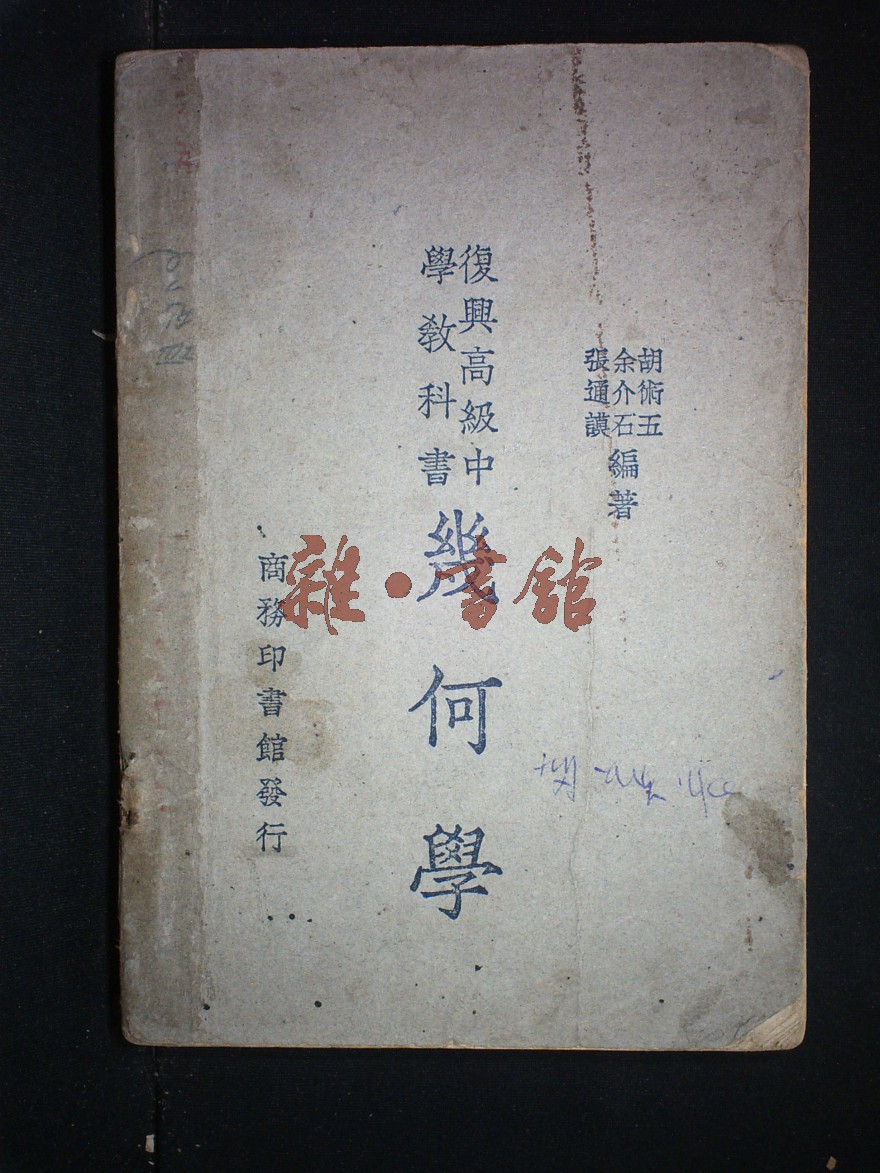 胡術五
余介石
張通謨
編著
復興高級中
學教科書
幾何學
商務印書館發行
雜·書館